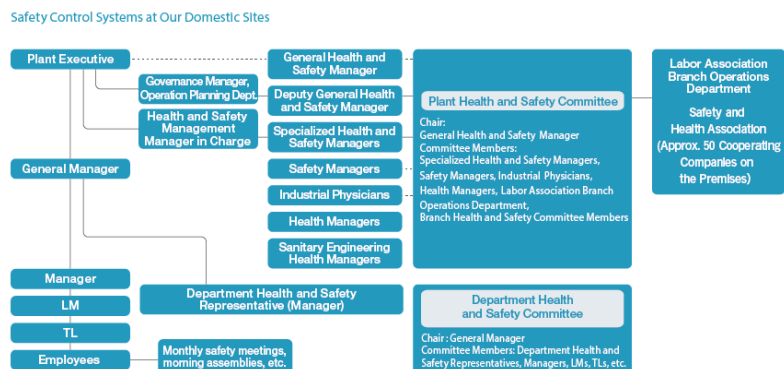 Safety Control Systems at Our Domestic Sites
Plant Executive
General Health and
Safety Manager
Governance Manager,
Operation Planning Dept.
Deputy General Health
and Safety Manager
Health and Safety
Management
Manager in Charge
Specialized Health and
Safety Managers
General Manager
Safety Managers
Industrial Physicians
Health Managers
Sanitary Engineering
Health Managers
Plant Health and Safety Committee
Chair:
General Health and Safety Manager
Committee Members:
Specialized Health and Safety Managers,
Safety Managers, Industrial Physicians,
Health Managers, Labor Association Branch
Operations Department,
Branch Health and Safety Committee Members
Labor Association
Branch Operations
Department
Safety and
Health Association
(Approx. 50 Cooperating
Companies on
the Premises)
Manager
LM
TL
Employees
Department Health and Safety
Representative (Manager)
Monthly safety meetings,
morning assemblies, etc.
Department Health
and Safety Committee
Chair : General Manager
Committee Members: Department Health and
Safety Representatives, Managers, LMs, TLs, etc.